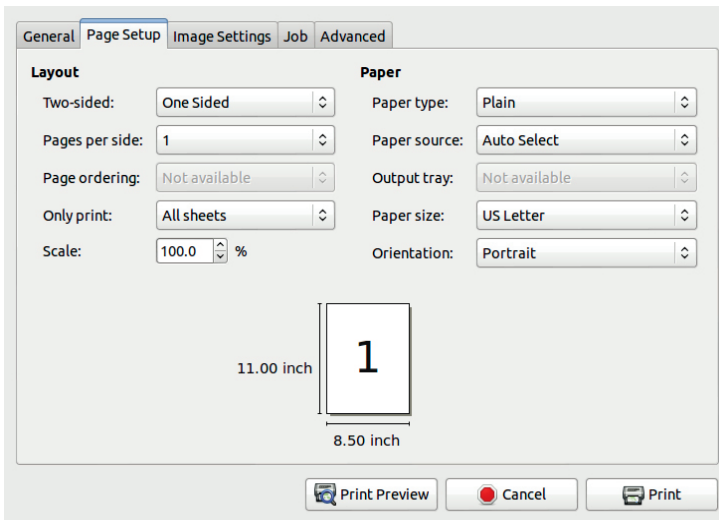 General Page Setup Image Settings Job Advanced
Layout
Two-sided: One Sided
Pages per side: 1
Page ordering: Not available
Only print: All sheets
Scale: 100.0 %
Paper
Paper type: Plain
Paper source: Auto Select
Output tray: Not available
Paper size: US Letter
Orientation: Portrait
1
11.00 inch
8.50 inch
Print Preview Cancel Print